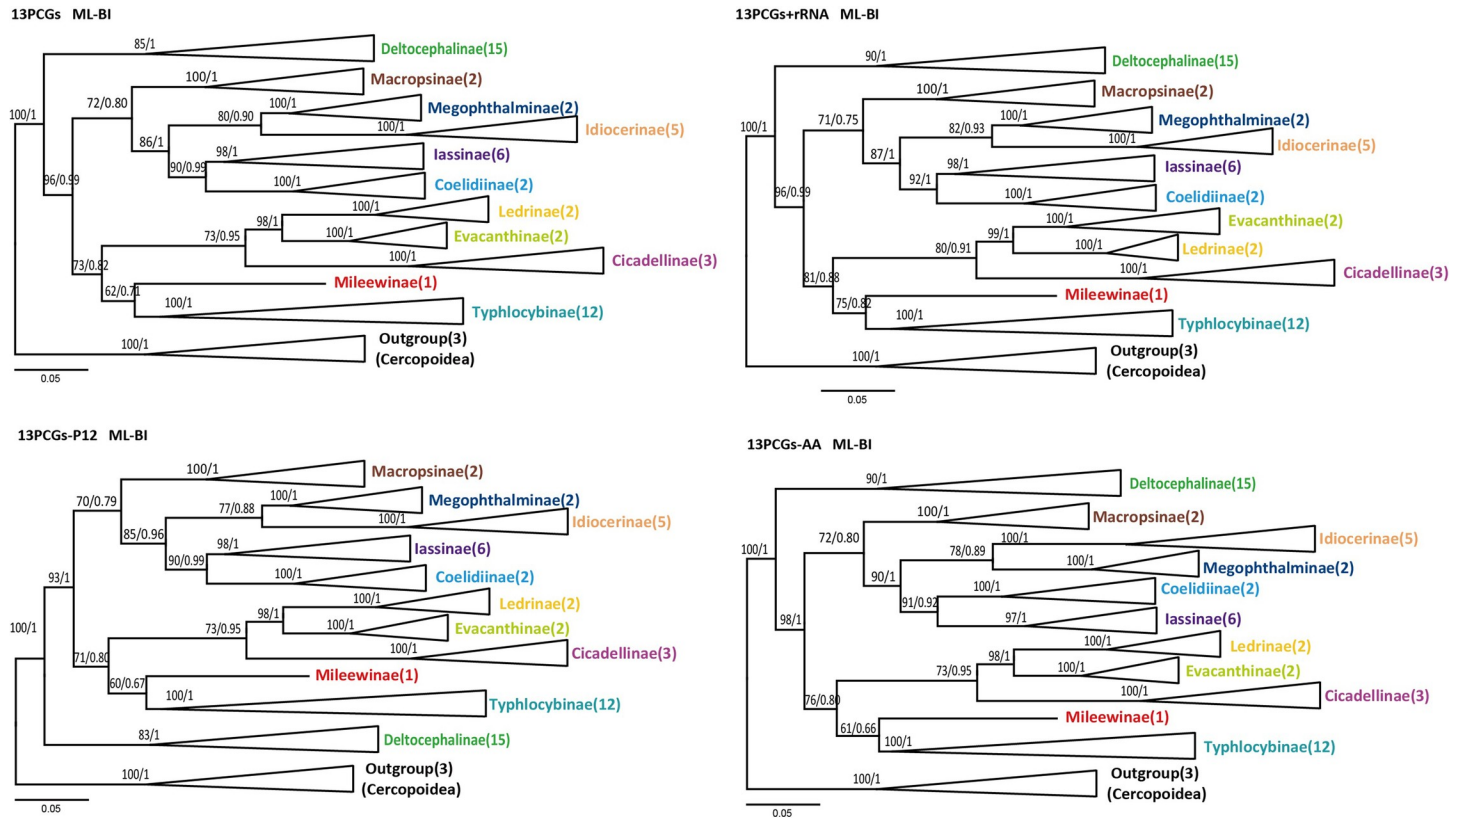 13PCGs ML-BI
85/1
Deltocephalinae(15)
100/1
Macropsinae(2)
72/0.80
100/1
Megophthalminae(2)
80/0.90
100/1
Idiocerinae(5)
100/1
86/1
98/1
Iassinae(6)
90/0.99
96/0.99
100/1
Coelidiinae(2)
100/1
Ledrinae(2)
98/1
100/1
Evacanthinae(2)
73/0.95
100/1
Cicadellinae(3)
73/0.82
Mileewinae(1)
62/0.71
100/1
Typhlocybinae(12)
100/1
Outgroup(3)
(Cercopoidea)
0.05
13PCGs+rRNA ML-BI
90/1
Deltocephalinae(15)
100/1
Macropsinae(2)
71/0.75
100/1
Megophthalminae(2)
100/1
82/0.93
100/1
Idiocerinae(5)
87/1
98/1
Iassinae(6)
92/1
96/0.99
100/1
Coelidiinae(2)
100/1
Evacanthinae(2)
99/1
100/1
Ledrinae(2)
80/0.91
100/1
Cicadellinae(3)
81/0.88
Mileewinae(1)
75/0.82
100/1
Typhlocybinae(12)
100/1
Outgroup(3)
(Cercopoidea)
0.05
13PCGs-P12 ML-BI
100/1
Macropsinae(2)
70/0.79
100/1
Megophthalminae(2)
77/0.88
100/1
Idiocerinae(5)
85/0.96
98/1
Iassinae(6)
90/0.99
100/1
Coelidiinae(2)
93/1
100/1
Ledrinae(2)
98/1
100/1
Evacanthinae(2)
73/0.95
100/1
100/1
Cicadellinae(3)
71/0.80
Mileewinae(1)
60/0.67
100/1
Typhlocybinae(12)
83/1
Deltocephalinae(15)
100/1
Outgroup(3)
(Cercopoidea)
0.05
13PCGs-AA ML-BI
90/1
Deltocephalinae(15)
100/1
Macropsinae(2)
72/0.80
100/1
Idiocerinae(5)
78/0.89
100/1
100/1
Megophthalminae(2)
90/1
100/1
Coelidiinae(2)
91/0.92
98/1
97/1
Iassinae(6)
100/1
Ledrinae(2)
98/1
100/1
Evacanthinae(2)
73/0.95
100/1
Cicadellinae(3)
76/0.80
Mileewinae(1)
61/0.66
100/1
Typhlocybinae(12)
100/1
Outgroup(3)
(Cercopoidea)
0.05